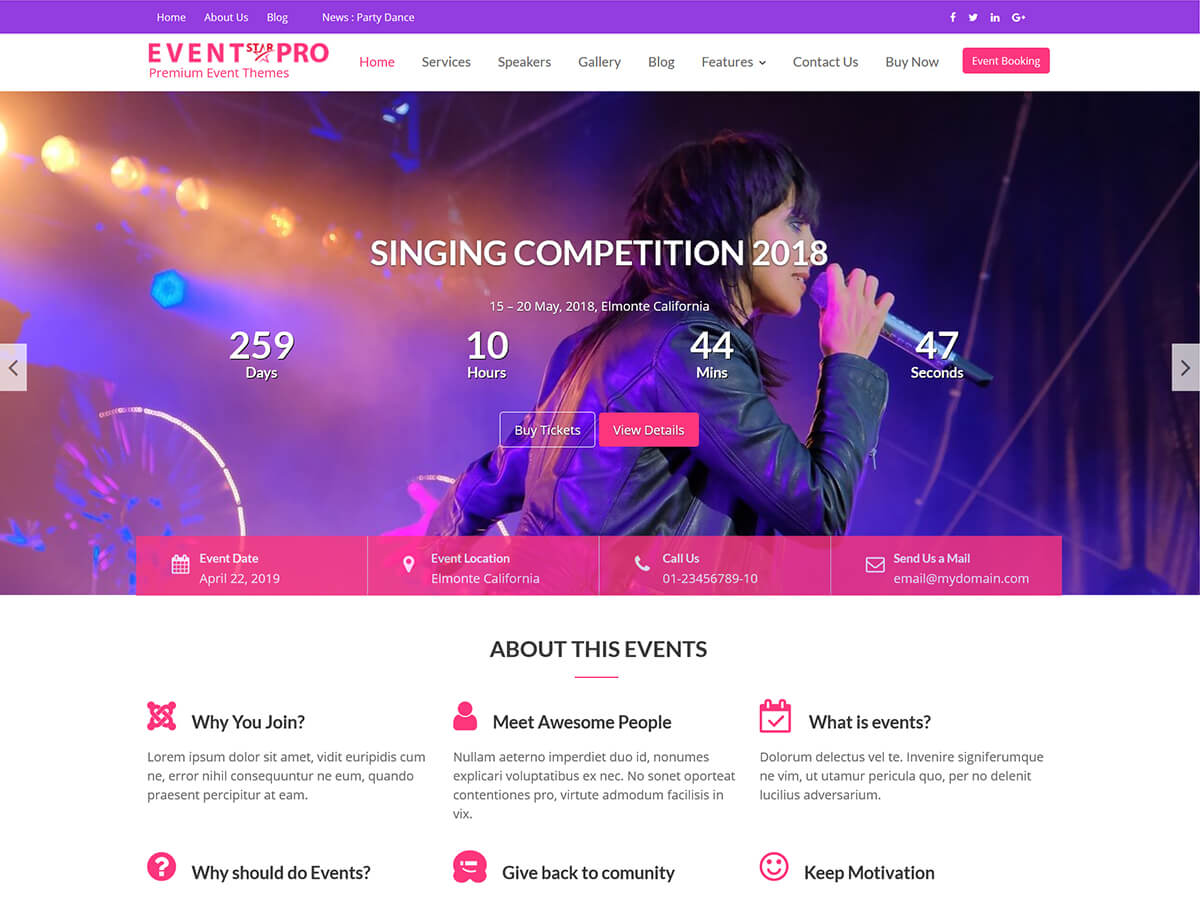 Home About Us Blog News : Party Dance
EVENT STAR PRO
Premium Event Themes
Home Services Speakers Gallery Blog Features Contact Us Buy Now Event Booking
SINGING COMPETITION 2018
15 – 20 May, 2018, Elmonte California
259 10 44 47
Days Hours Mins Seconds
Buy Tickets View Details
Event Date Event Location Call Us Send Us a Mail
April 22, 2019 Elmonte California 01-23456789-10 email@mydomain.com
ABOUT THIS EVENTS
Why You Join?
Lorem ipsum dolor sit amet, vidit euripidis cum
ne, error nihil consequuntur ne eum, quando
praesent percipitur at eam.
Meet Awesome People
Nullam aeterno imperdiet duo id, nonumes
explicari voluptatibus ex nec. No sonet oporteat
contentiones pro, virtute admodum facilisis in
vix.
What is events?
Dolorum delectus vel te. Invenire signiferumque
ne vim, ut utamur pericula quo, per no delenit
lucilius adversarium.
Why should do Events?
Give back to comunity
Keep Motivation